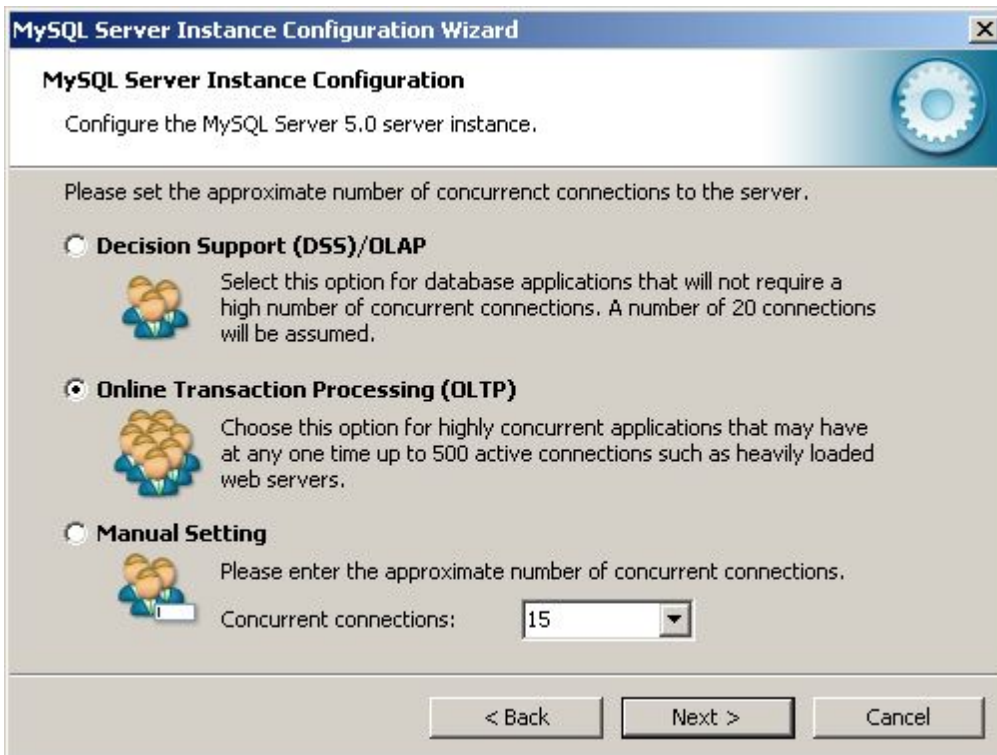 MySQL Server Instance Configuration Wizard
MySQL Server Instance Configuration
Configure the MySQL Server 5.0 server instance.
Please set the approximate number of concurrenct connections to the server.
Decision Support (DSS)/OLAP
Select this option for database applications that will not require a
high number of concurrent connections. A number of 20 connections
will be assumed.
Online Transaction Processing (OLTP)
Choose this option for highly concurrent applications that may have
at any one time up to 500 active connections such as heavily loaded
web servers.
Manual Setting
Please enter the approximate number of concurrent connections.
Concurrent connections: 15
< Back Next > Cancel